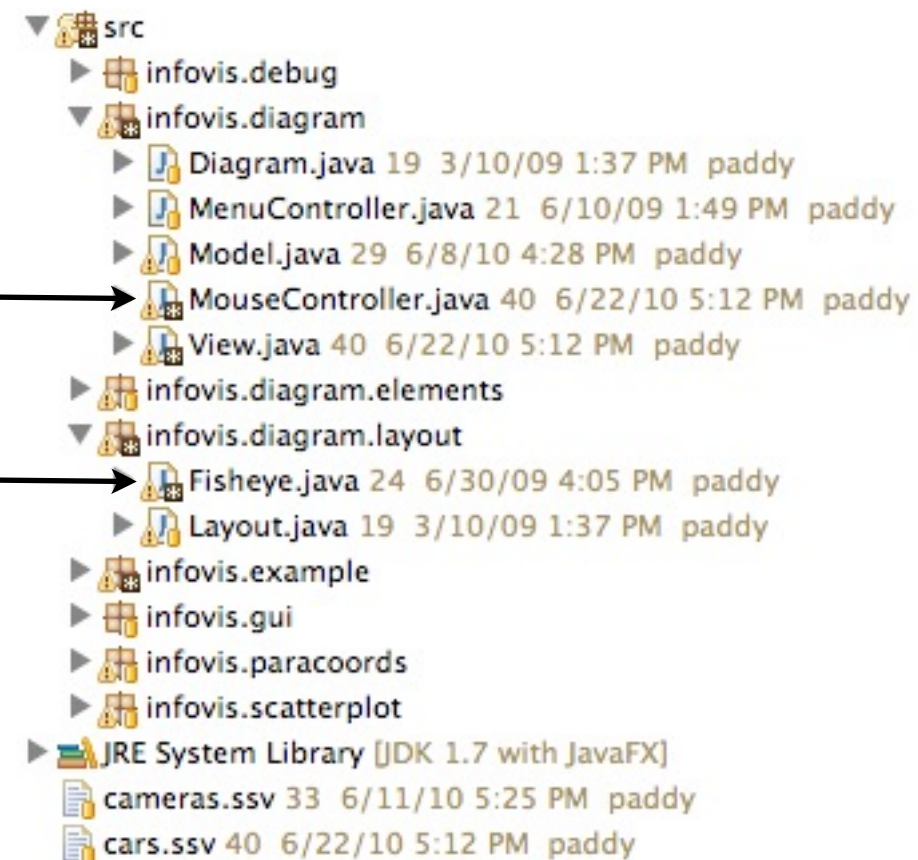 src
infovis.debug
infovis.diagram
Diagram.java 19 3/10/09 1:37 PM paddy
MenuController.java 21 6/10/09 1:49 PM paddy
Model.java 29 6/8/10 4:28 PM paddy
MouseController.java 40 6/22/10 5:12 PM paddy
View.java 40 6/22/10 5:12 PM paddy
infovis.diagram.elements
infovis.diagram.layout
Fisheye.java 24 6/30/09 4:05 PM paddy
Layout.java 19 3/10/09 1:37 PM paddy
infovis.example
infovis.gui
infovis.paracoords
infovis.scatterplot
JRE System Library [JDK 1.7 with JavaFX]
cameras.ssv 33 6/11/10 5:25 PM paddy
cars.ssv 40 6/22/10 5:12 PM paddy